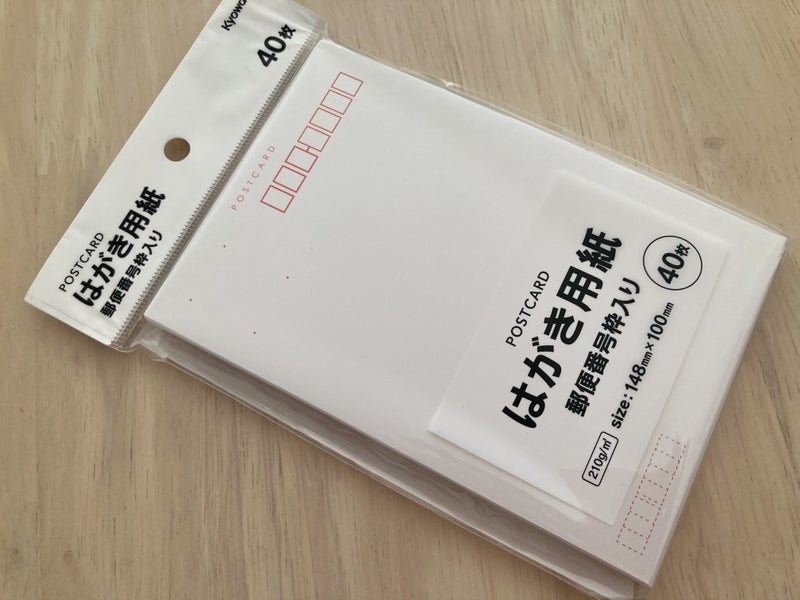 Kyowa
40枚
POSTCARD
はがき用紙
郵便番号枠入り
POSTCARD
POSTCARD
はがき用紙
郵便番号枠入り
40枚
210g/㎡
size:148mm×100mm